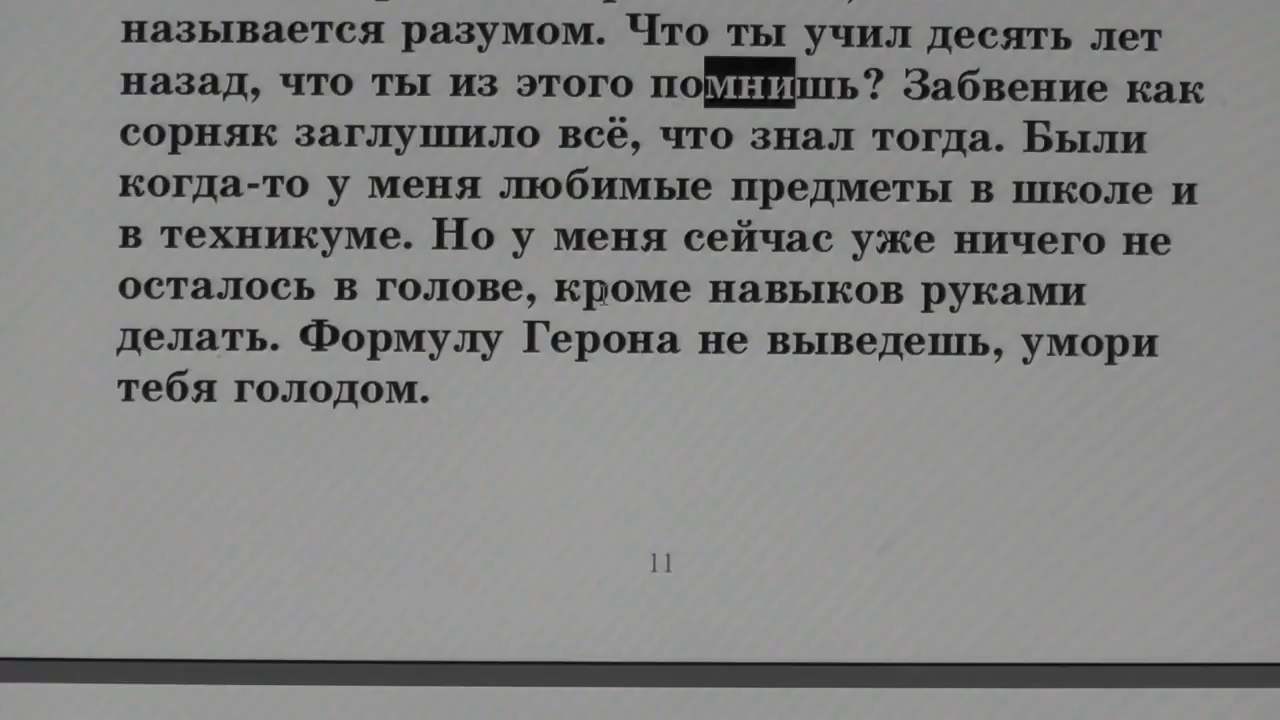 называется разумом. Что ты учил десять лет
назад, что ты из этого помнишь? Забвение как
сорняк заглушило всё, что знал тогда. Были
когда-то у меня любимые предметы в школе и
в техникуме. Но у меня сейчас уже ничего не
осталось в голове, кроме навыков руками
делать. Формулу Герона не выведешь, умори
тебя голодом.
11